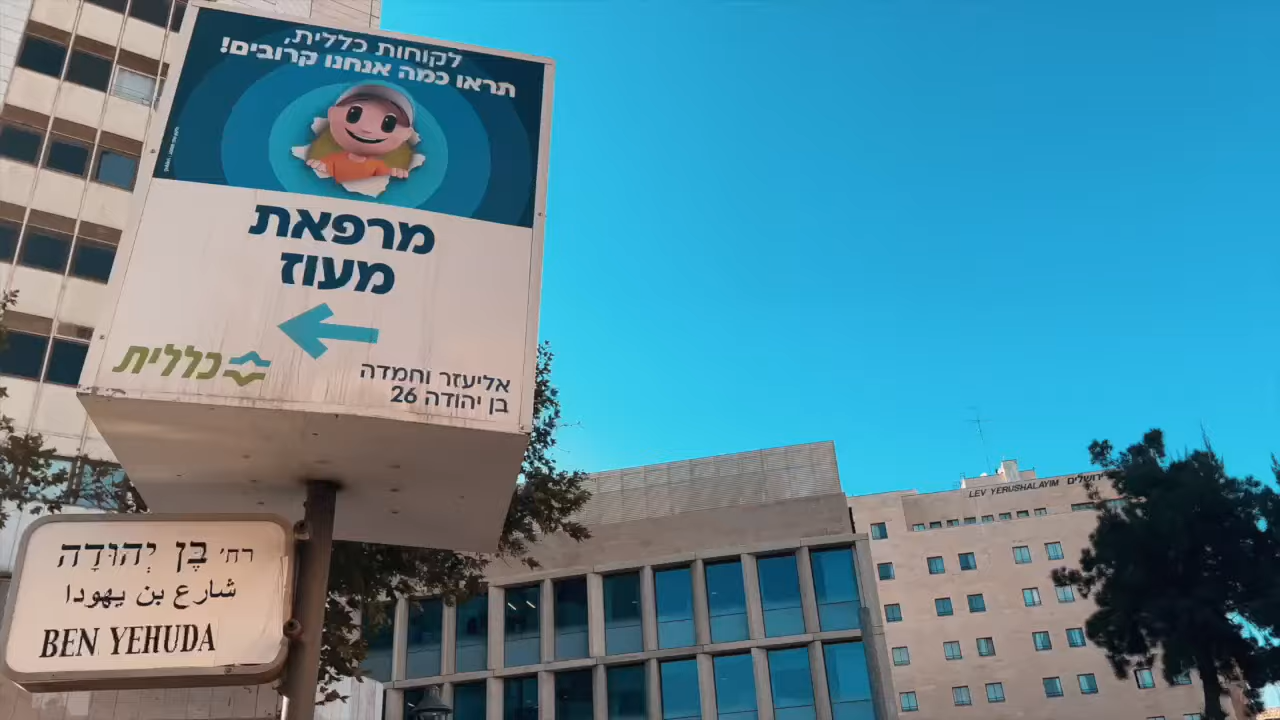 לקוחות כללית,
תראו כמה אנחנו קרובים!
מרפאת
מעוז
כללית
אליעזר וחמדה
בן יהודה 26
רח׳ בֶּן יְהוּדָה
شارع بن يهودا
BEN YEHUDA
LEV YERUSHALAYIM